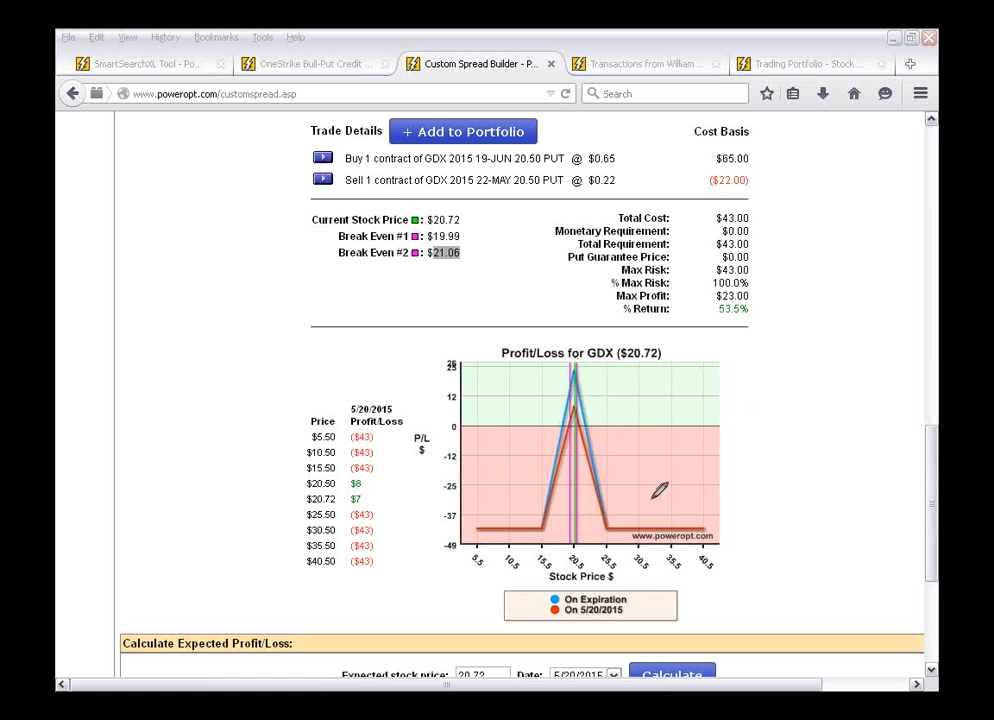 File Edit View History Bookmarks Tools Help
SmartSearchXL Tool - Po...
OneStrike Bull-Put Credit ...
Custom Spread Builder - P...
Transactions from William ...
Trading Portfolio - Stock ...
www.poweropt.com/customspread.asp
Search
Trade Details + Add to Portfolio Cost Basis
Buy 1 contract of GDX 2015 19-JUN 20.50 PUT @ $0.65 $65.00
Sell 1 contract of GDX 2015 22-MAY 20.50 PUT @ $0.22 ($22.00)
Current Stock Price : $20.72
Break Even #1 : $19.99
Break Even #2 : $21.06
Total Cost: $43.00
Monetary Requirement: $0.00
Total Requirement: $43.00
Put Guarantee Price: $0.00
Max Risk: $43.00
% Max Risk: 100.0%
Max Profit: $23.00
% Return: 53.5%
Profit/Loss for GDX ($20.72)
5/20/2015
Price Profit/Loss
$5.50 ($43)
$10.50 ($43)
$15.50 ($43)
$20.50 $8
$20.72 $7
$25.50 ($43)
$30.50 ($43)
$35.50 ($43)
$40.50 ($43)
P/L
$
12
0
-12
-25
-37
-49
www.poweropt.com
5.5 10.5 15.5 20.5 25.5 30.5 35.5 40.5
Stock Price $
On Expiration
On 5/20/2015
Calculate Expected Profit/Loss:
Expected stock price: 20.72 Date: 5/20/2015 Calculate